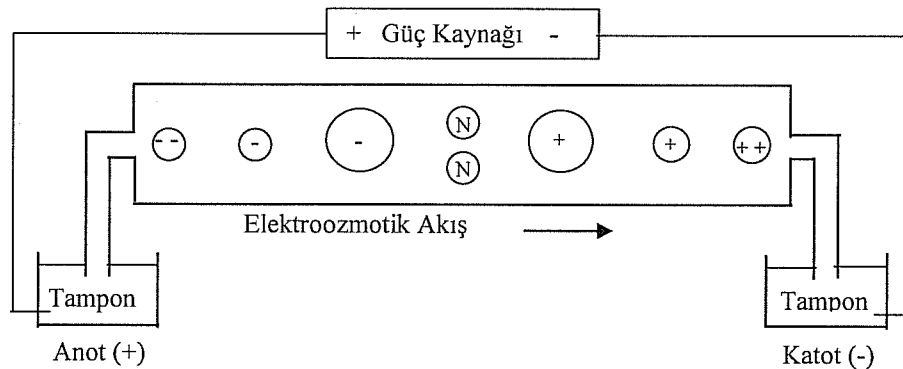 + Güç Kaynağı -
-- - - N + + ++
N
Elektroozmotik Akış
Tampon Tampon
Anot (+) Katot (-)